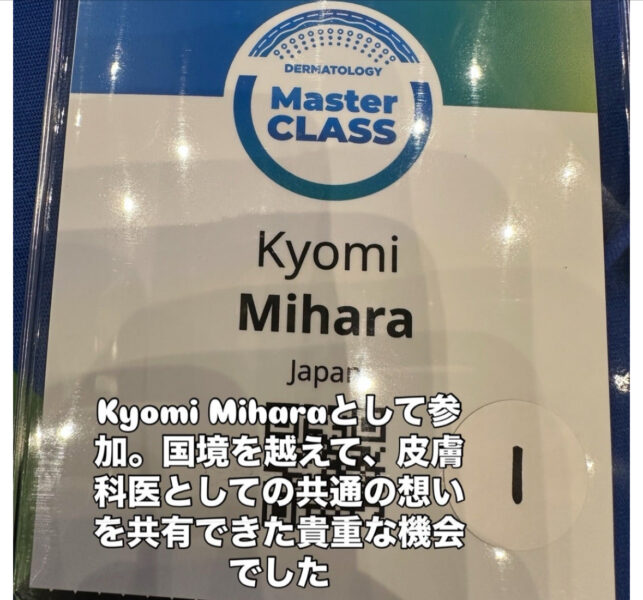 DERMATOLOGY
Master
CLASS
Kyomi
Mihara
Japan
Kyomi Miharaとして参
加。国境を越えて、皮膚
科医としての共通の想い
を共有できた貴重な機会
でした
I